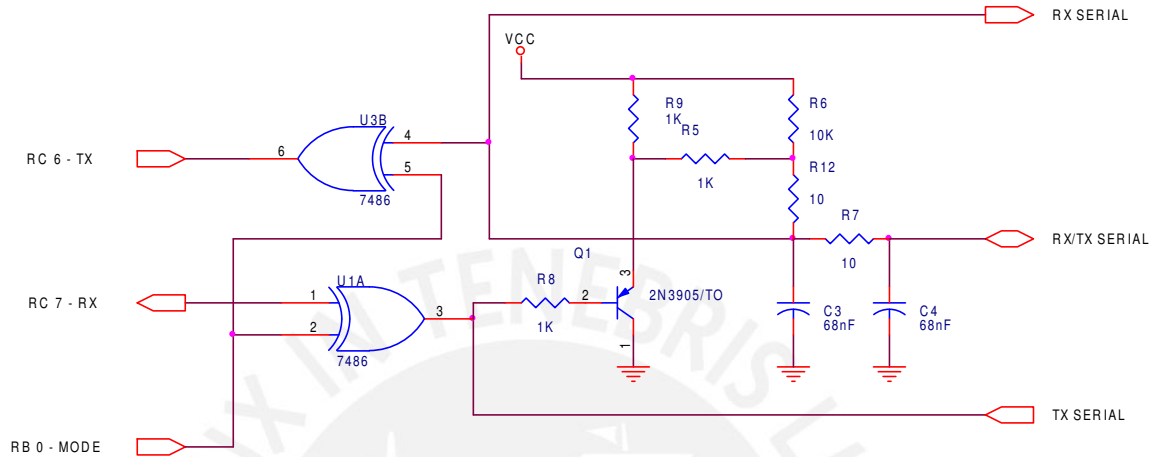 RX SERIAL
VCC
R9
1K
R5
1K
R6
10K
R12
10
R7
10
RX/TX SERIAL
U3B
4
5
6
7486
RC 6 - TX
Q1
3
2
1
2N3905/TO
R8
1K
C3
68nF
C4
68nF
U1A
1
2
3
7486
RC 7 - RX
TX SERIAL
RB 0 - MODE
X IN TENEBRIS L